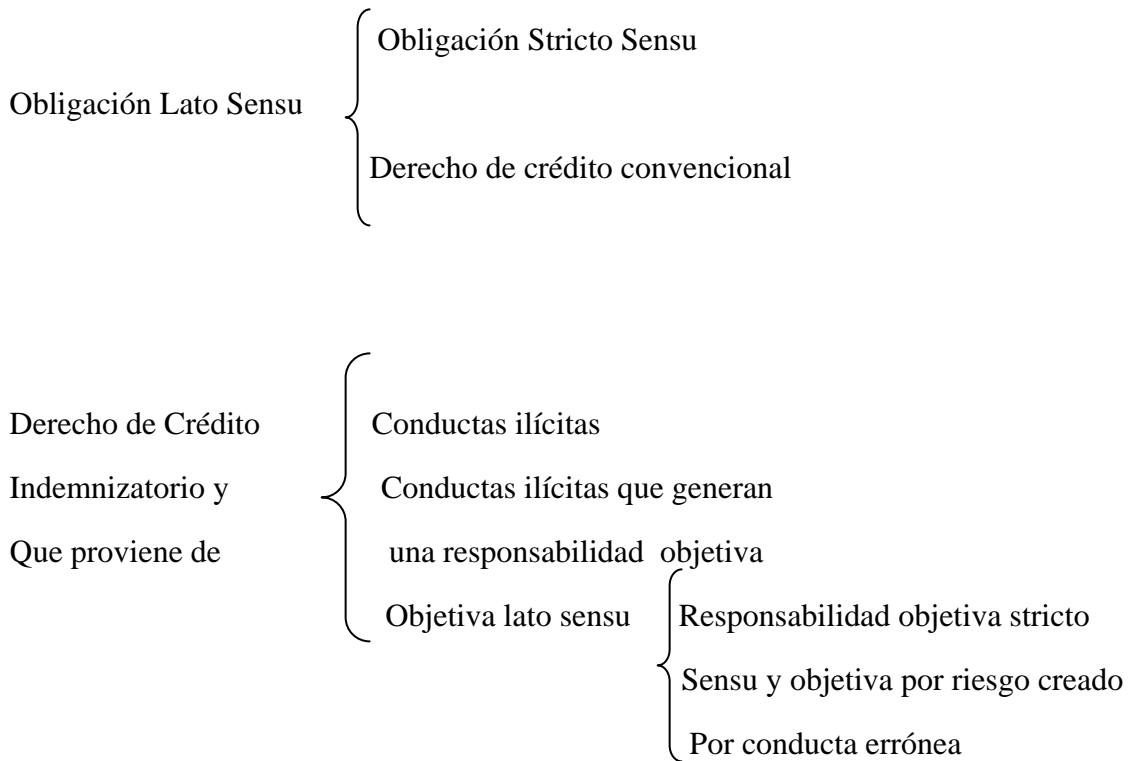 Obligación Stricto Sensu
Obligación Lato Sensu
Derecho de crédito convencional
Derecho de Crédito
Indemnizatorio y
Que proviene de
Conductas ilícitas
Conductas ilícitas que generan
una responsabilidad objetiva
Objetiva lato sensu
Responsabilidad objetiva stricto
Sensu y objetiva por riesgo creado
Por conducta errónea